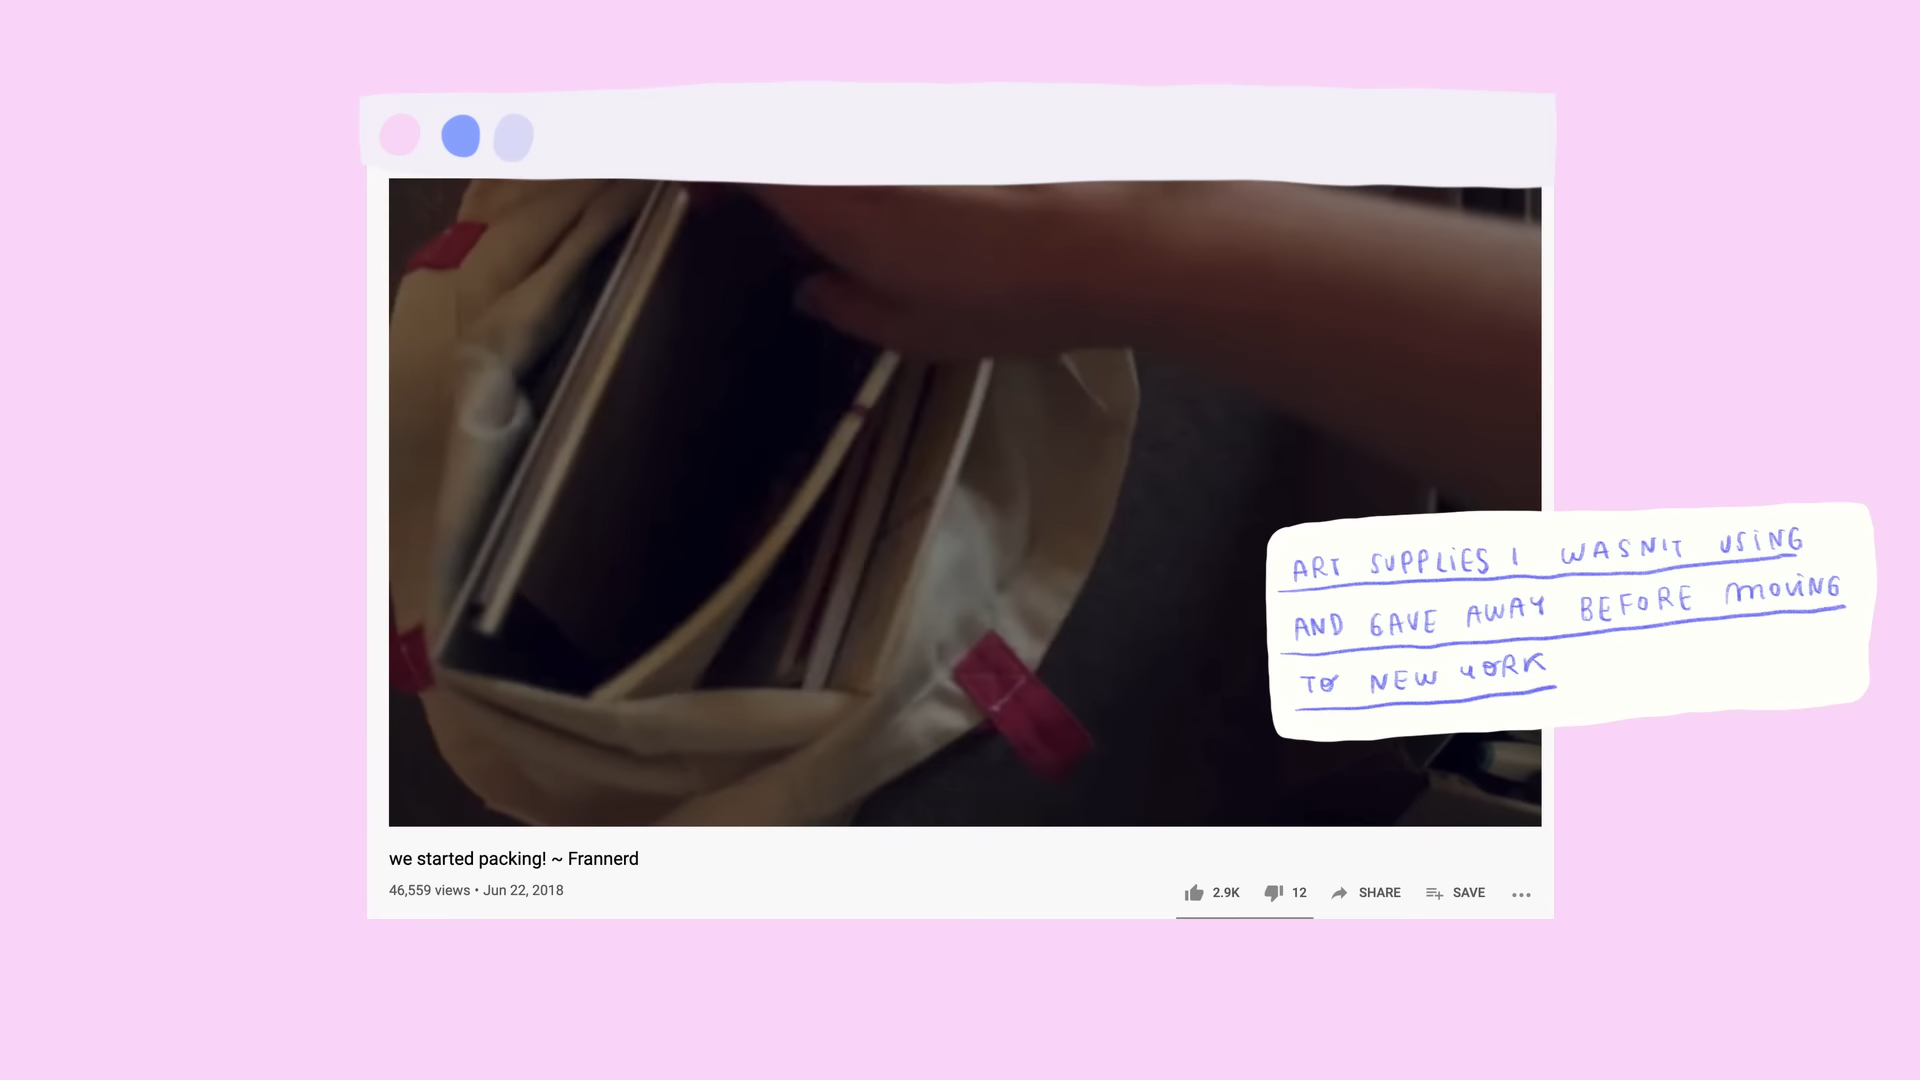 ART SUPPLIES I WASN'T USING
AND GAVE AWAY BEFORE MOVING
TO NEW YORK
we started packing! ~ Frannerd
46,559 views • Jun 22, 2018
2.9K 12 SHARE SAVE ...